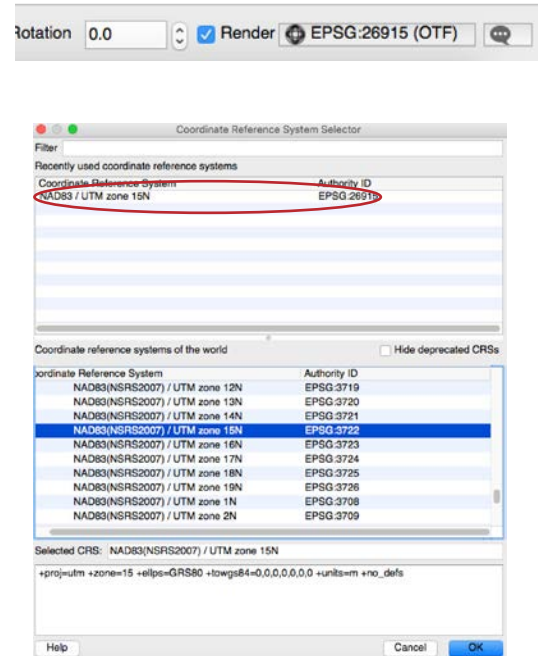 Rotation 0.0 Render EPSG:26915 (OTF)
Coordinate Reference System Selector
Filter
Recently used coordinate reference systems
Coordinate Reference System Authority ID
NAD83 / UTM zone 15N EPSG:26915
Coordinate reference systems of the world Hide deprecated CRSs
oordinate Reference System Authority ID
NAD83(NSRS2007) / UTM zone 12N EPSG:3719
NAD83(NSRS2007) / UTM zone 13N EPSG:3720
NAD83(NSRS2007) / UTM zone 14N EPSG:3721
NAD83(NSRS2007) / UTM zone 15N EPSG:3722
NAD83(NSRS2007) / UTM zone 16N EPSG:3723
NAD83(NSRS2007) / UTM zone 17N EPSG:3724
NAD83(NSRS2007) / UTM zone 18N EPSG:3725
NAD83(NSRS2007) / UTM zone 19N EPSG:3726
NAD83(NSRS2007) / UTM zone 1N EPSG:3708
NAD83(NSRS2007) / UTM zone 2N EPSG:3709
Selected CRS: NAD83(NSRS2007) / UTM zone 15N
+proj=utm +zone=15 +ellps=GRS80 +towgs84=0,0,0,0,0,0,0 +units=m +no_defs
Help Cancel OK